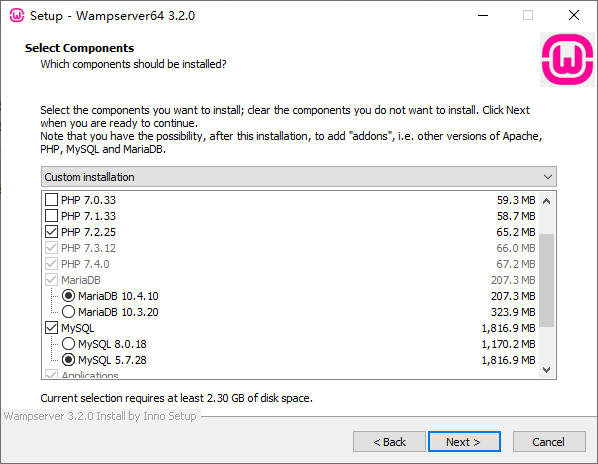 Setup - Wampserver64 3.2.0
Select Components
Which components should be installed?
Select the components you want to install; clear the components you do not want to install. Click Next
when you are ready to continue.
Note that you have the possibility, after this installation, to add "addons", i.e. other versions of Apache,
PHP, MySQL and MariaDB.
Custom installation
PHP 7.0.33 59.3 MB
PHP 7.1.33 58.7 MB
PHP 7.2.25 65.2 MB
PHP 7.3.12 66.0 MB
PHP 7.4.0 67.2 MB
MariaDB 207.3 MB
MariaDB 10.4.10 207.3 MB
MariaDB 10.3.20 323.9 MB
MySQL 1,816.9 MB
MySQL 8.0.18 1,170.2 MB
MySQL 5.7.28 1,816.9 MB
Applications
Current selection requires at least 2.30 GB of disk space.
Wampserver 3.2.0 Install by Inno Setup
< Back Next > Cancel